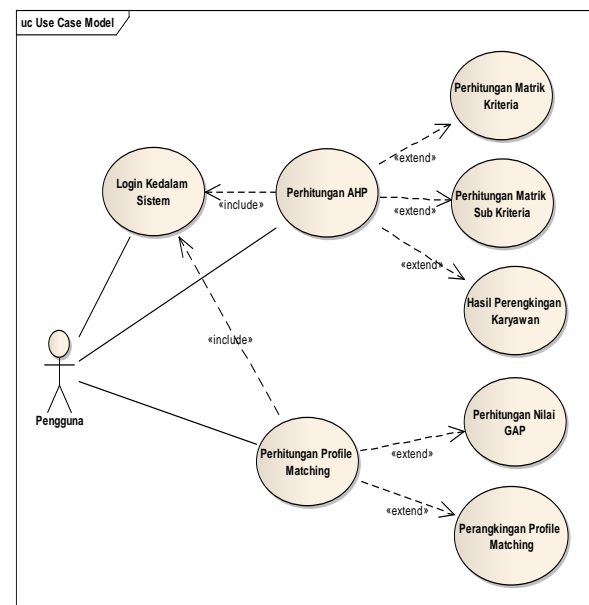 uc Use Case Model
Perhitungan Matrik
Kriteria
«extend»
Login Kedalam
Sistem
«include»
Perhitungan AHP
«extend»
Perhitungan Matrik
Sub Kriteria
«extend»
Hasil Perengkingan
Karyawan
«include»
Pengguna
Perhitungan Profile
Matching
«extend»
Perhitungan Nilai
GAP
«extend»
Perangkingan Profile
Matching